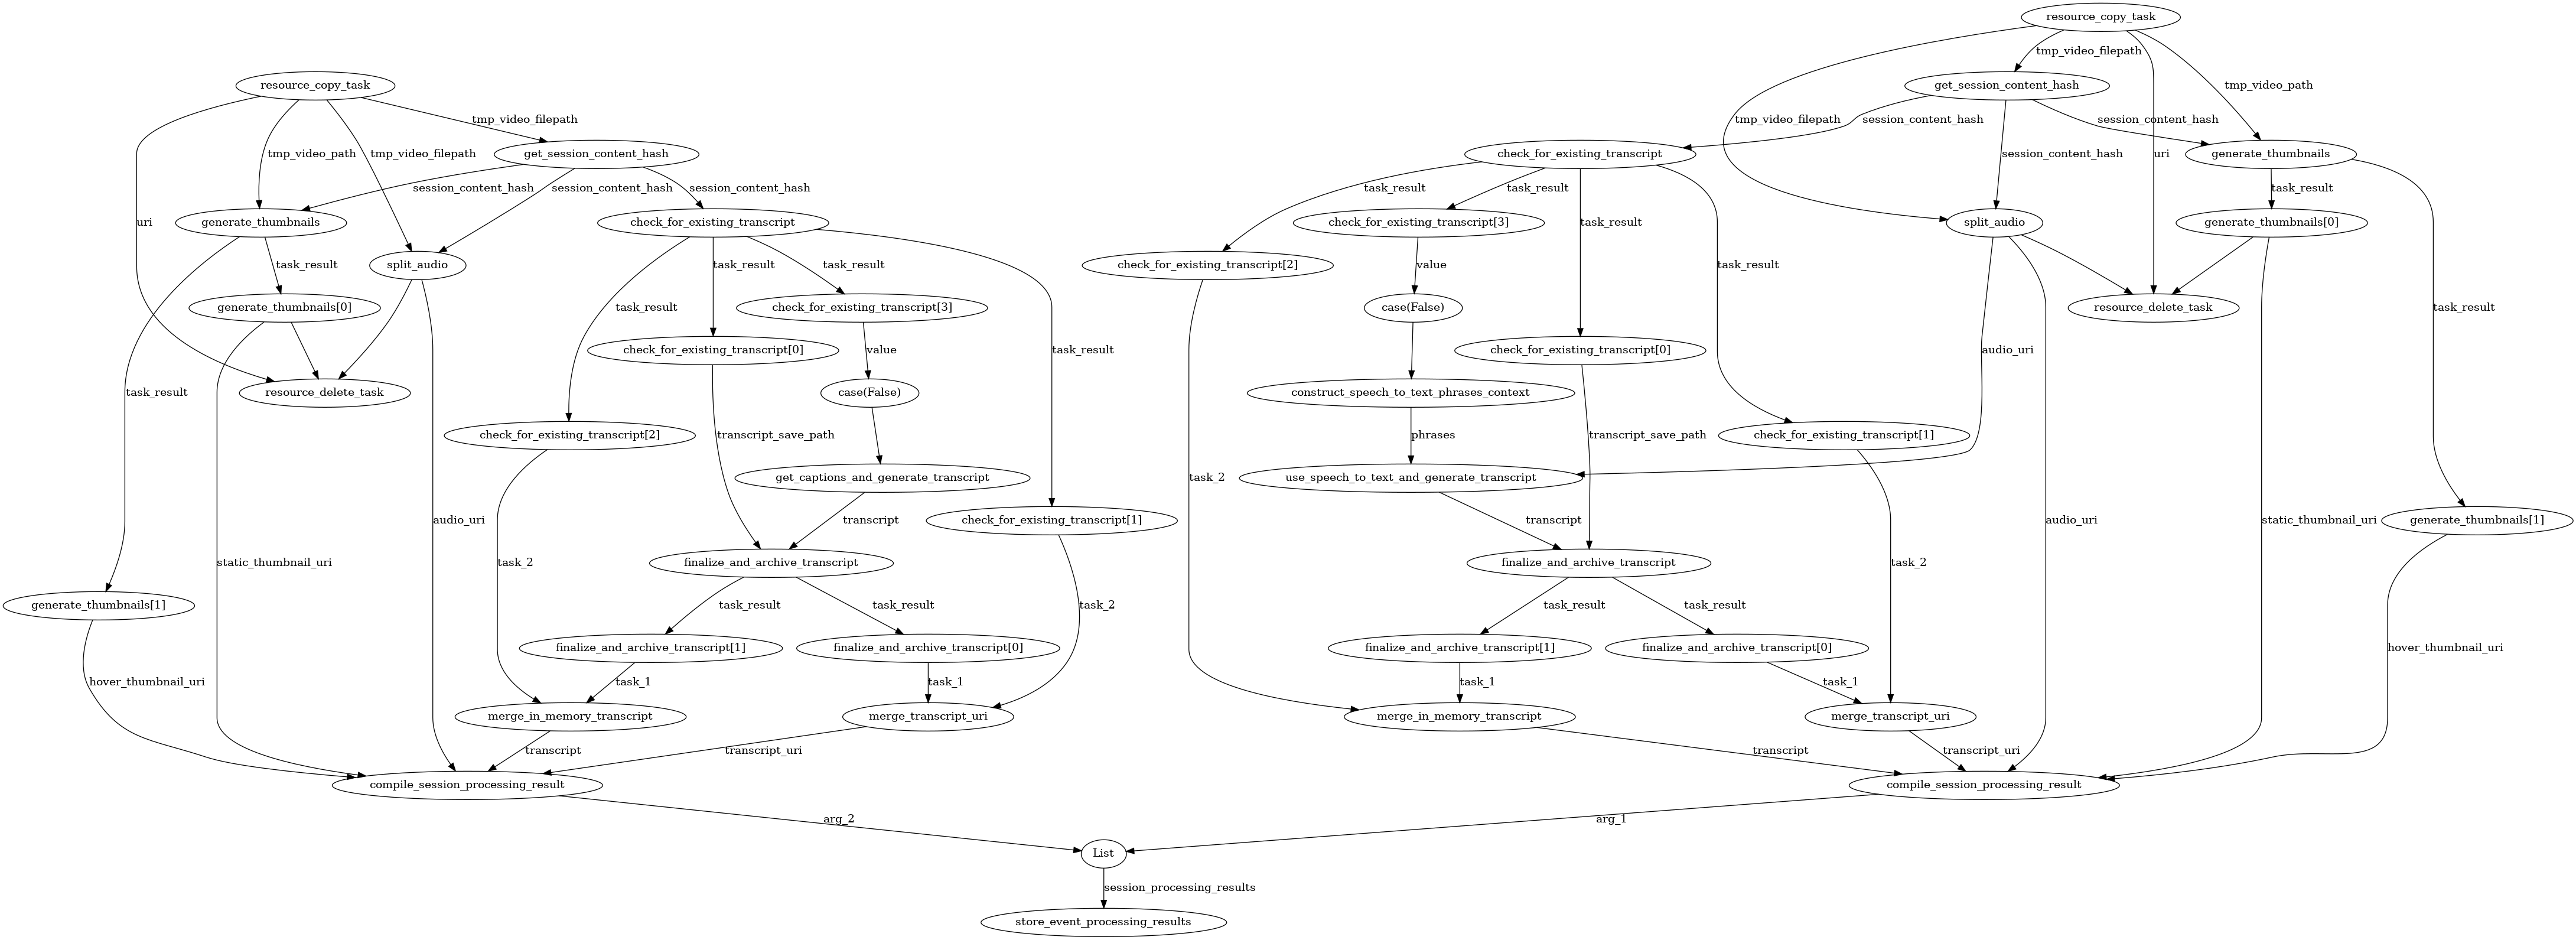 resource_copy_task
tmp_video_filepath
resource_copy_task
get_session_content_hash
tmp_video_path
tmp_video_filepath
tmp_video_filepath
session_content_hash
session_content_hash
get_session_content_hash
check_for_existing_transcript
generate_thumbnails
tmp_video_path
tmp_video_filepath
session_content_hash
uri
session_content_hash
session_content_hash
session_content_hash
task_result
task_result
task_result
uri
generate_thumbnails
check_for_existing_transcript
check_for_existing_transcript[3]
task_result
split_audio
generate_thumbnails[0]
task_result
split_audio
task_result
task_result
check_for_existing_transcript[2]
value
task_result
generate_thumbnails[0]
task_result
check_for_existing_transcript[3]
case(False)
resource_delete_task
task_result
check_for_existing_transcript[0]
value
task_result
check_for_existing_transcript[0]
audio_uri
task_result
resource_delete_task
case(False)
construct_speech_to_text_phrases_context
check_for_existing_transcript[2]
transcript_save_path
phrases
transcript_save_path
check_for_existing_transcript[1]
get_captions_and_generate_transcript
task_2
use_speech_to_text_and_generate_transcript
audio_uri
transcript
check_for_existing_transcript[1]
transcript
audio_uri
static_thumbnail_uri
generate_thumbnails[1]
static_thumbnail_uri
task_2
finalize_and_archive_transcript
finalize_and_archive_transcript
task_2
generate_thumbnails[1]
task_result
task_result
task_2
task_result
task_result
finalize_and_archive_transcript[1]
finalize_and_archive_transcript[0]
finalize_and_archive_transcript[1]
finalize_and_archive_transcript[0]
hover_thumbnail_uri
hover_thumbnail_uri
task_1
task_1
task_1
task_1
merge_in_memory_transcript
merge_transcript_uri
merge_in_memory_transcript
merge_transcript_uri
transcript
transcript_uri
transcript
transcript_uri
compile_session_processing_result
compile_session_processing_result
arg_2
arg_1
List
session_processing_results
store_event_processing_results